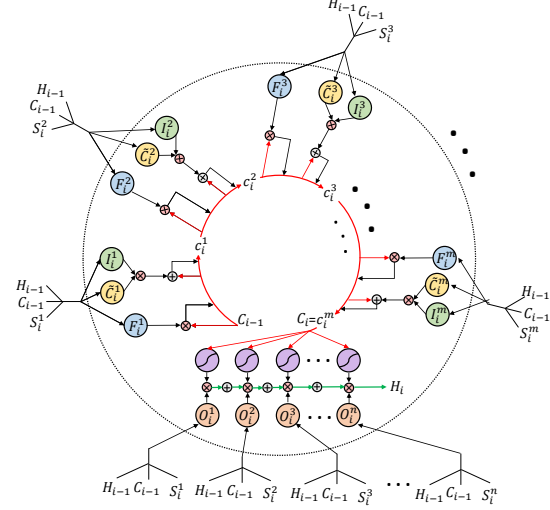 H_{i-1} C_{i-1} S_i^3
H_{i-1} C_{i-1} S_i^2
F_i^3 C̃_i^3 I_i^3
I_i^2 C̃_i^2 F_i^2
c_i^2 c_i^3
c_i^1
I_i^1 C̃_i^1 F_i^1
H_{i-1} C_{i-1} S_i^1
F_i^m C̃_i^m I_i^m
H_{i-1} C_{i-1} S_i^m
C_{i-1} C_i=c_i^m
H_i
O_i^1 O_i^2 O_i^3 O_i^n
H_{i-1} C_{i-1} S_i^1 H_{i-1} C_{i-1} S_i^2 H_{i-1} C_{i-1} S_i^3 H_{i-1} C_{i-1} S_i^n